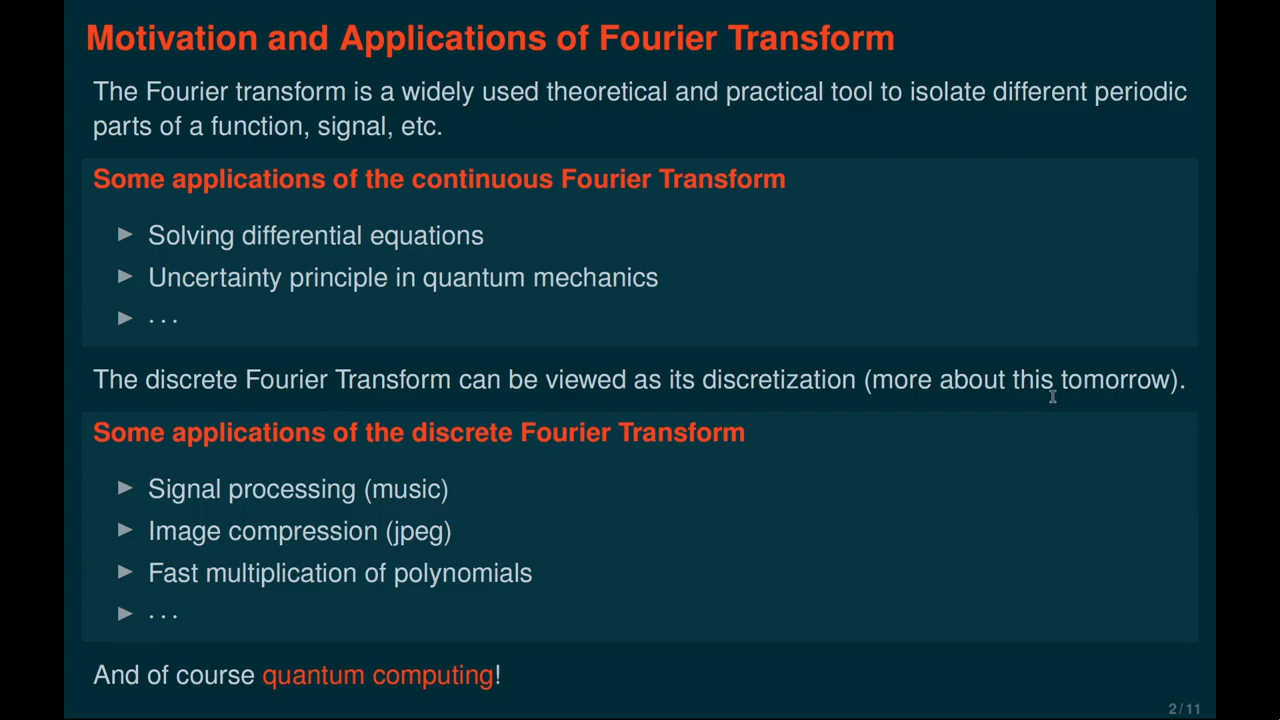 Motivation and Applications of Fourier Transform
The Fourier transform is a widely used theoretical and practical tool to isolate different periodic
parts of a function, signal, etc.
Some applications of the continuous Fourier Transform
▶ Solving differential equations
▶ Uncertainty principle in quantum mechanics
▶ ...
The discrete Fourier Transform can be viewed as its discretization (more about this tomorrow).
Some applications of the discrete Fourier Transform
▶ Signal processing (music)
▶ Image compression (jpeg)
▶ Fast multiplication of polynomials
▶ ...
And of course quantum computing!
2 / 11